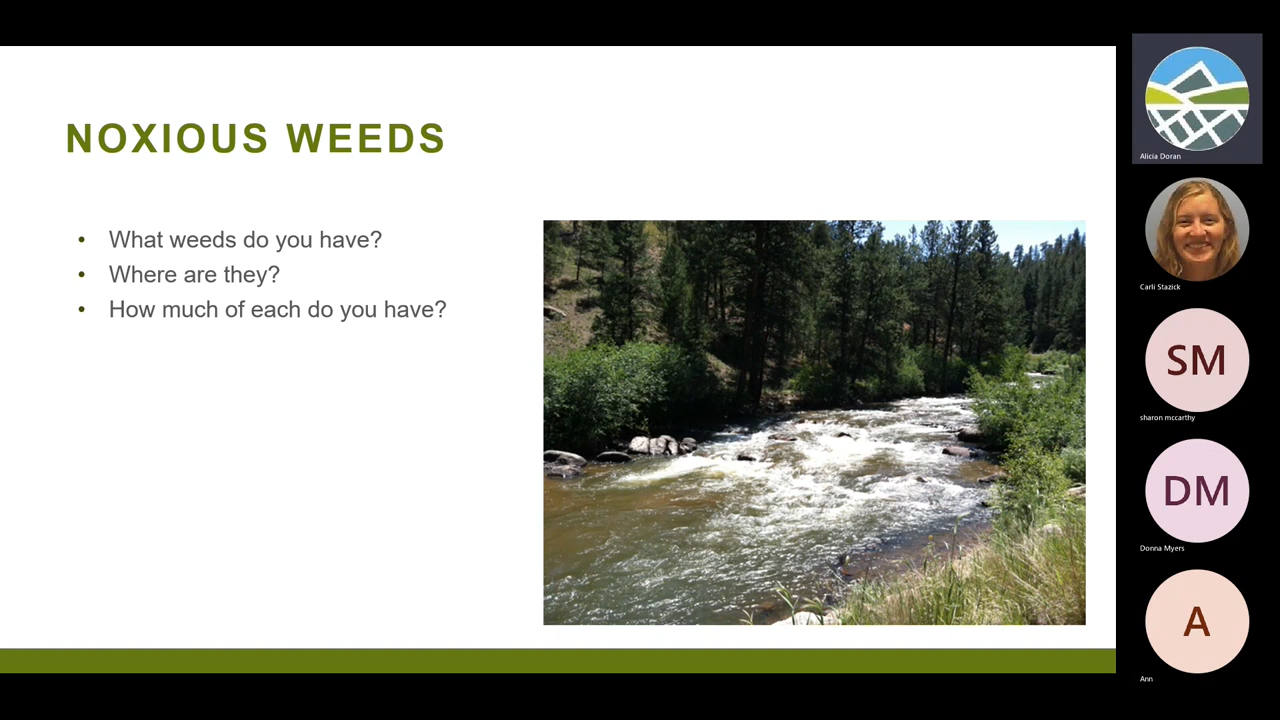 NOXIOUS WEEDS
• What weeds do you have?
• Where are they?
• How much of each do you have?
Alicia Doran
Carli Stazick
SM
sharon mccarthy
DM
Donna Myers
A
Ann